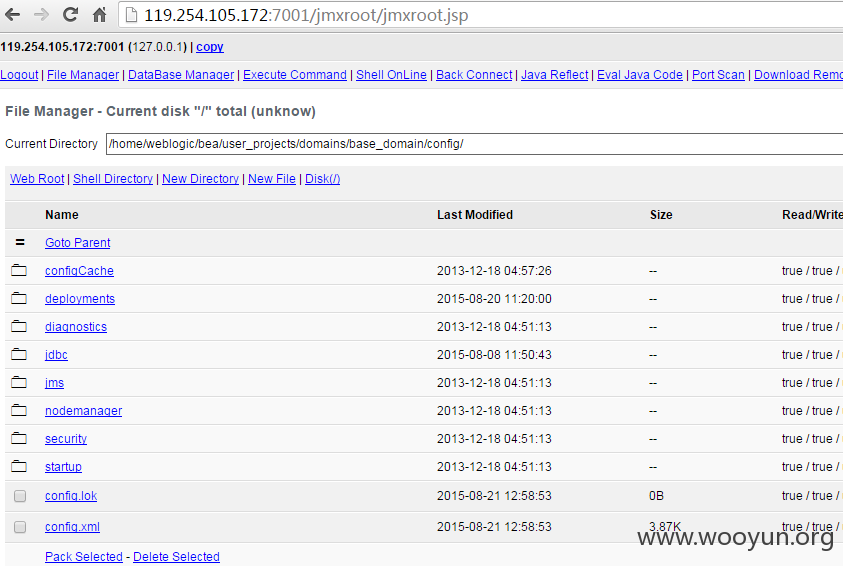 119.254.105.172:7001/jmxroot/jmxroot.jsp
119.254.105.172:7001 (127.0.0.1) | copy
Logout | File Manager | DataBase Manager | Execute Command | Shell OnLine | Back Connect | Java Reflect | Eval Java Code | Port Scan | Download Remo
File Manager - Current disk "/" total (unknow)
Current Directory /home/weblogic/bea/user_projects/domains/base_domain/config/
Web Root | Shell Directory | New Directory | New File | Disk(/)
Name Last Modified Size Read/Write
= Goto Parent
configCache 2013-12-18 04:57:26 -- true / true /
deployments 2015-08-20 11:20:00 -- true / true /
diagnostics 2013-12-18 04:51:13 -- true / true /
jdbc 2015-08-08 11:50:43 -- true / true /
jms 2013-12-18 04:51:13 -- true / true /
nodemanager 2013-12-18 04:51:13 -- true / true /
security 2013-12-18 04:51:13 -- true / true /
startup 2013-12-18 04:51:13 -- true / true /
config.lok 2015-08-21 12:58:53 0B true / true /
config.xml 2015-08-21 12:58:53 3.87K true / true /
www.wooyun.org
Pack Selected - Delete Selected